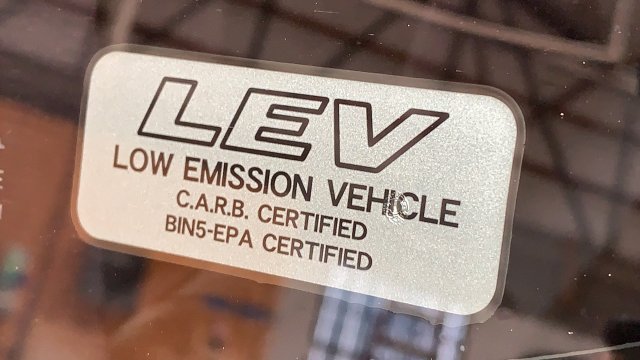 LEV
LOW EMISSION VEHICLE
C.A.R.B. CERTIFIED
BIN5-EPA CERTIFIED